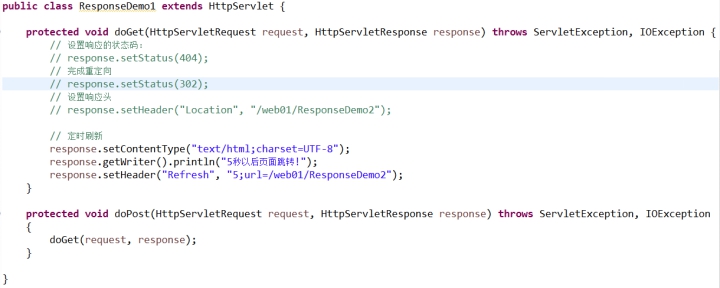 public class ResponseDemo1 extends HttpServlet {
protected void doGet(HttpServletRequest request, HttpServletResponse response) throws ServletException, IOException {
// 设置响应的状态码：
// response.setStatus(404);
// 完成重定向
// response.setStatus(302);
// 设置响应头
// response.setHeader("Location", "/web01/ResponseDemo2");
// 定时刷新
response.setContentType("text/html;charset=UTF-8");
response.getWriter().println("5秒以后页面跳转!");
response.setHeader("Refresh", "5;url=/web01/ResponseDemo2");
}
protected void doPost(HttpServletRequest request, HttpServletResponse response) throws ServletException, IOException
{
doGet(request, response);
}
}